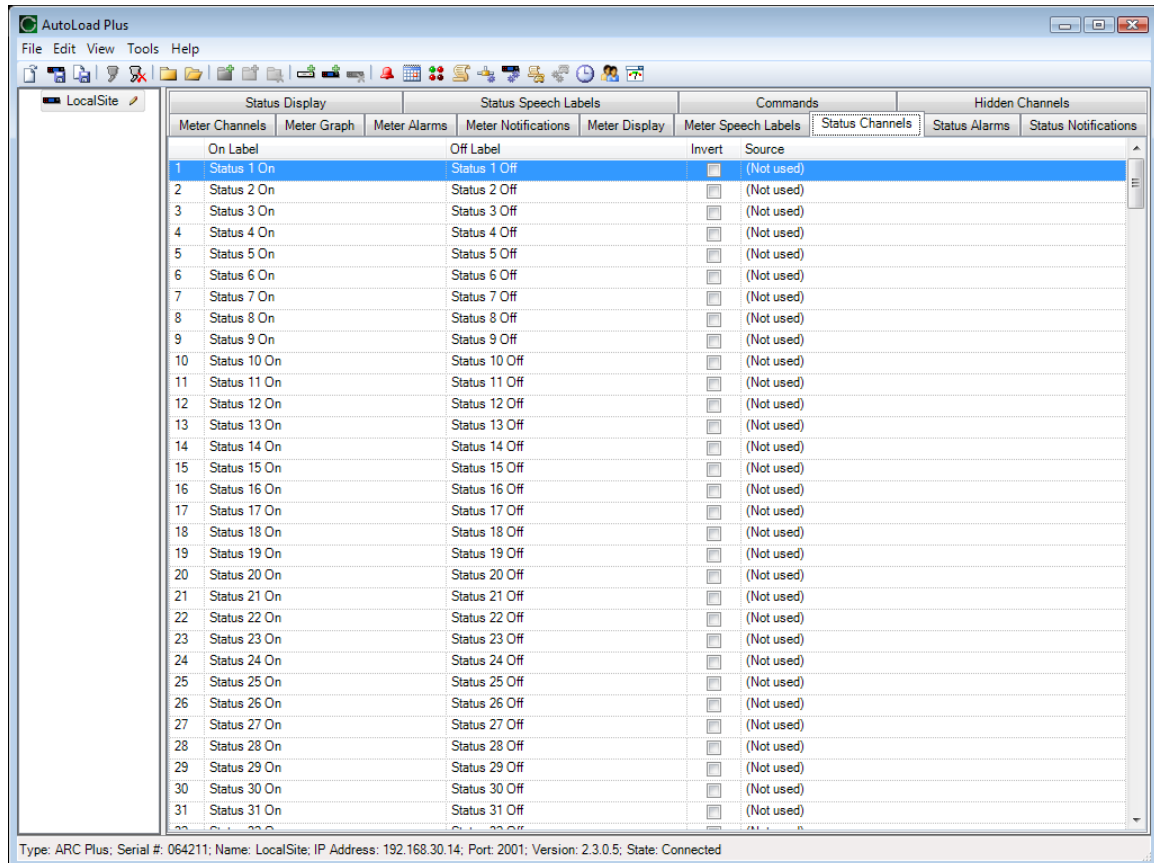 AutoLoad Plus
File Edit View Tools Help
LocalSite
Status Display Status Speech Labels Commands Hidden Channels
Meter Channels Meter Graph Meter Alarms Meter Notifications Meter Display Meter Speech Labels Status Channels Status Alarms Status Notifications
On Label Off Label Invert Source
1 Status 1 On Status 1 Off (Not used)
2 Status 2 On Status 2 Off (Not used)
3 Status 3 On Status 3 Off (Not used)
4 Status 4 On Status 4 Off (Not used)
5 Status 5 On Status 5 Off (Not used)
6 Status 6 On Status 6 Off (Not used)
7 Status 7 On Status 7 Off (Not used)
8 Status 8 On Status 8 Off (Not used)
9 Status 9 On Status 9 Off (Not used)
10 Status 10 On Status 10 Off (Not used)
11 Status 11 On Status 11 Off (Not used)
12 Status 12 On Status 12 Off (Not used)
13 Status 13 On Status 13 Off (Not used)
14 Status 14 On Status 14 Off (Not used)
15 Status 15 On Status 15 Off (Not used)
16 Status 16 On Status 16 Off (Not used)
17 Status 17 On Status 17 Off (Not used)
18 Status 18 On Status 18 Off (Not used)
19 Status 19 On Status 19 Off (Not used)
20 Status 20 On Status 20 Off (Not used)
21 Status 21 On Status 21 Off (Not used)
22 Status 22 On Status 22 Off (Not used)
23 Status 23 On Status 23 Off (Not used)
24 Status 24 On Status 24 Off (Not used)
25 Status 25 On Status 25 Off (Not used)
26 Status 26 On Status 26 Off (Not used)
27 Status 27 On Status 27 Off (Not used)
28 Status 28 On Status 28 Off (Not used)
29 Status 29 On Status 29 Off (Not used)
30 Status 30 On Status 30 Off (Not used)
31 Status 31 On Status 31 Off (Not used)
Type: ARC Plus; Serial #: 064211; Name: LocalSite; IP Address: 192.168.30.14; Port: 2001; Version: 2.3.0.5; State: Connected